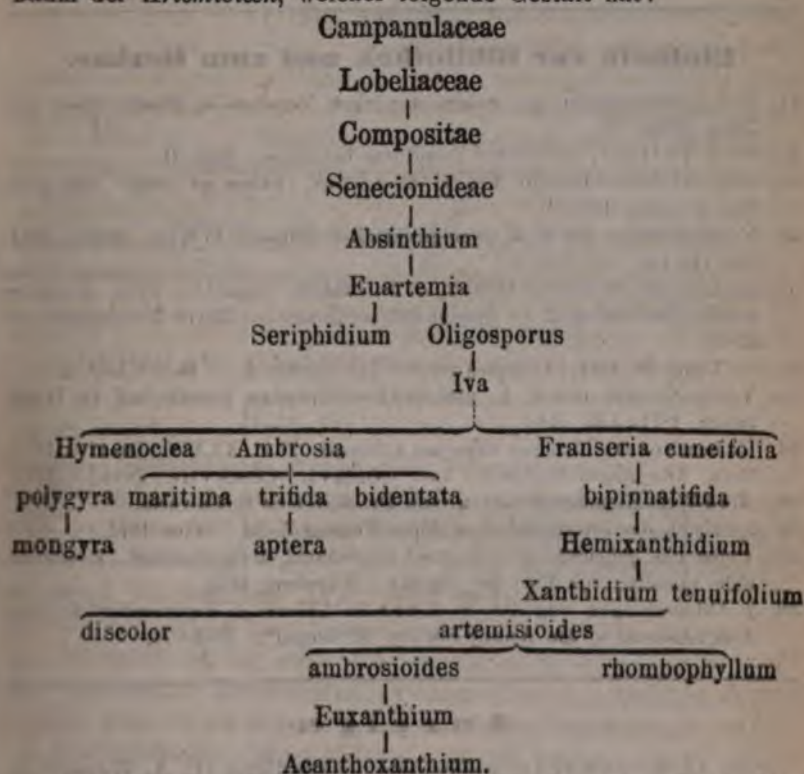 Campanulaceae
Lobeliaceae
Compositae
Senecionideae
Absinthium
Euartemia
Seriphidium Oligosporus
Iva
Hymenoclea Ambrosia Franseria cuneifolia
polygyra maritima trifida bidentata bipinnatifida
mongyra aptera Hemixanthidium
Xanthidium tenuifolium
discolor artemisioides
ambrosioides rhombophyllum
Euxanthium
Acanthoxanthium.